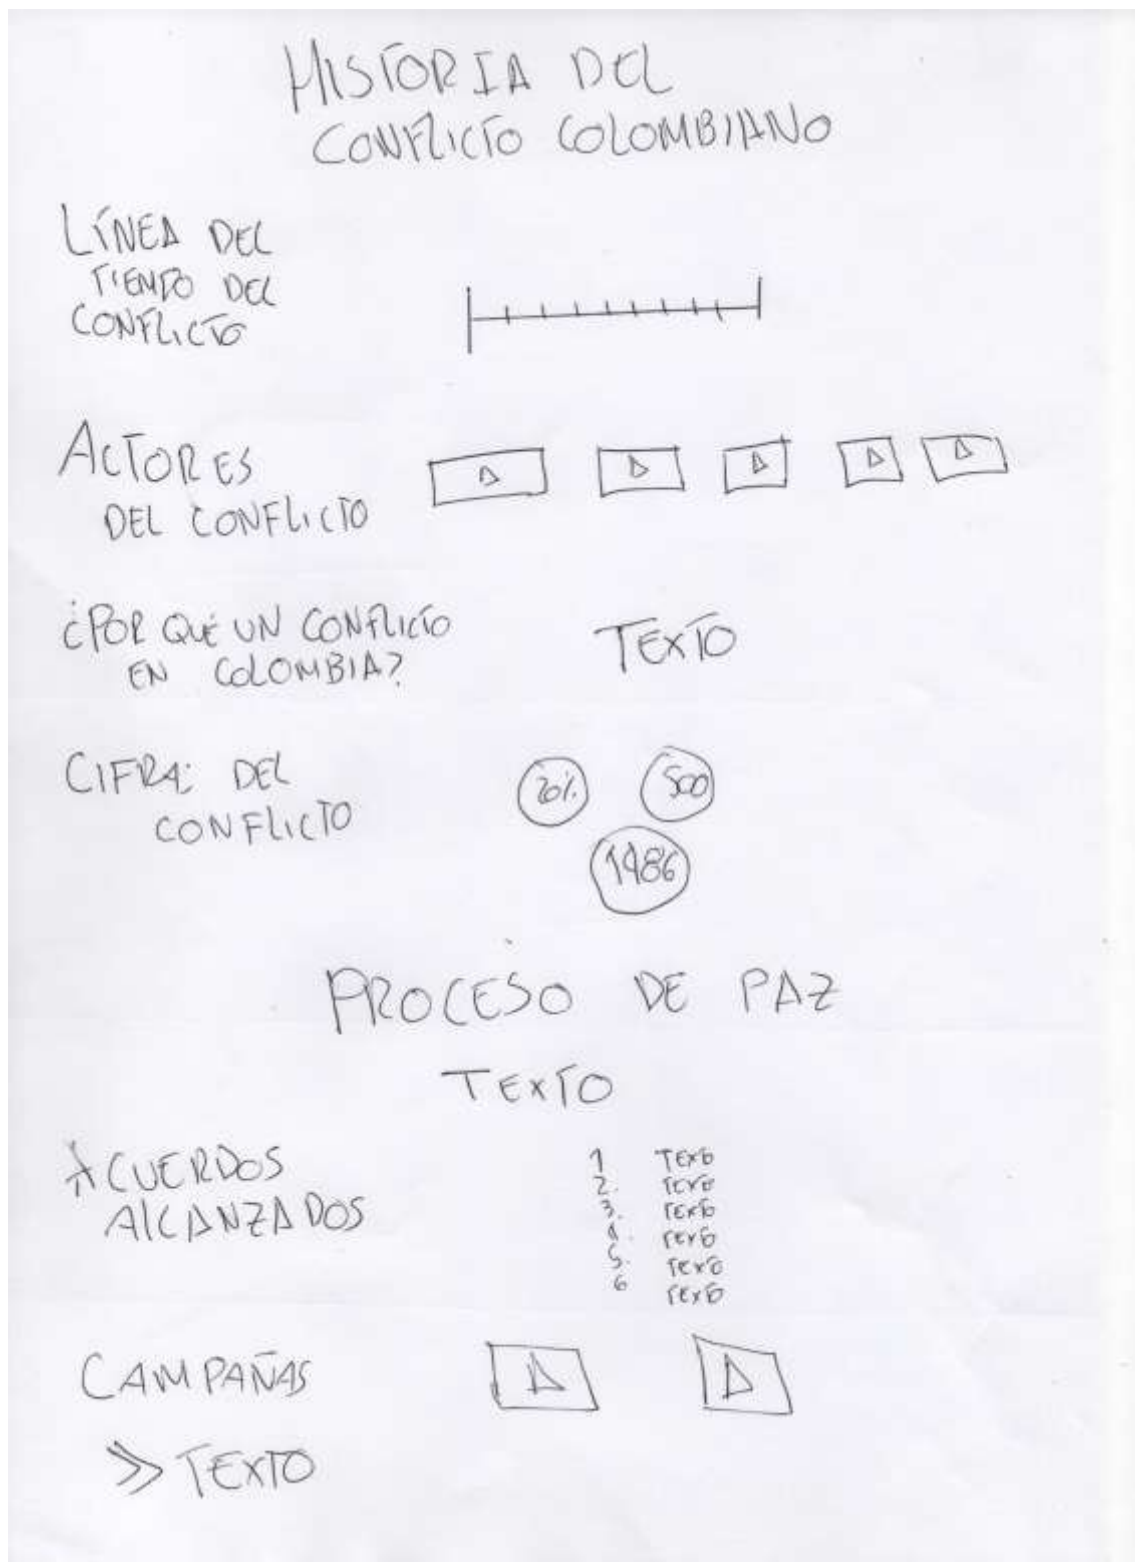 HISTORIA DEL
CONFLICTO COLOMBIANO
LÍNEA DEL
TIEMPO DEL
CONFLICTO
ACTORES
DEL CONFLICTO
¿POR QUÉ UN CONFLICTO
EN COLOMBIA?
TEXTO
CIFRA: DEL
CONFLICTO
20%
500
1986
PROCESO DE PAZ
TEXTO
ACUERDOS
ALCANZADOS
1 TEXTO
2. TEXTO
3. TEXTO
4. TEXTO
5. TEXTO
6 TEXTO
CAMPAÑAS
>> TEXTO